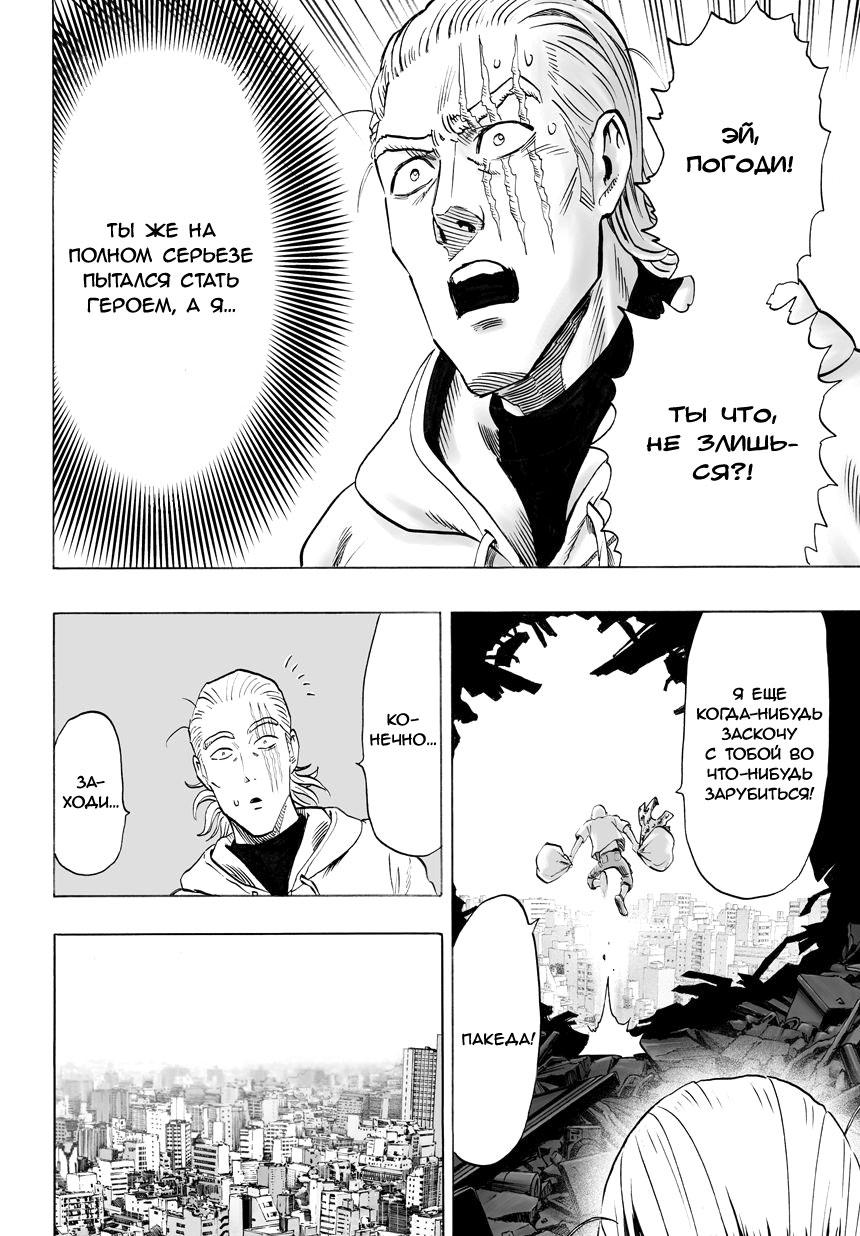 ЭЙ,
ПОГОДИ!
ТЫ ЧТО,
НЕ ЗЛИШЬ-
СЯ?!
ТЫ ЖЕ НА
ПОЛНОМ СЕРЬЕЗЕ
ПЫТАЛСЯ СТАТЬ
ГЕРОЕМ, А Я...
Я ЕЩЕ
КОГДА-НИБУДЬ
ЗАСКОЧУ
С ТОБОЙ ВО
ЧТО-НИБУДЬ
ЗАРУБИТЬСЯ!
ПАКЕДА!
КО-
НЕЧНО...
ЗА-
ХОДИ...